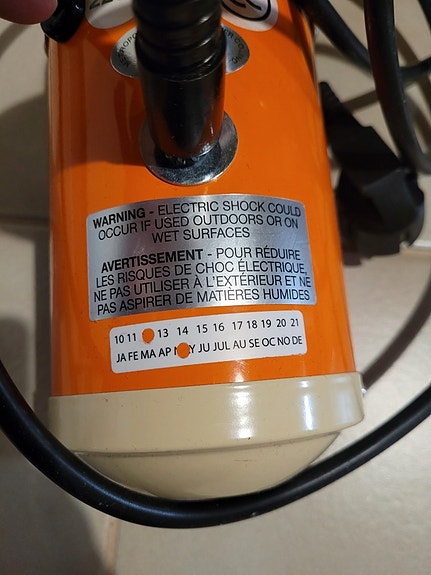 WARNING - ELECTRIC SHOCK COULD
OCCUR IF USED OUTDOORS OR ON
WET SURFACES
AVERTISSEMENT - POUR RÉDUIRE
LES RISQUES DE CHOC ÉLECTRIQUE,
NE PAS UTILISER À L'EXTÉRIEUR ET NE
PAS ASPIRER DE MATIÈRES HUMIDES
10 11 13 14 15 16 17 18 19 20 21
JA FE MA AP JU JUL AU SE OC NO DE